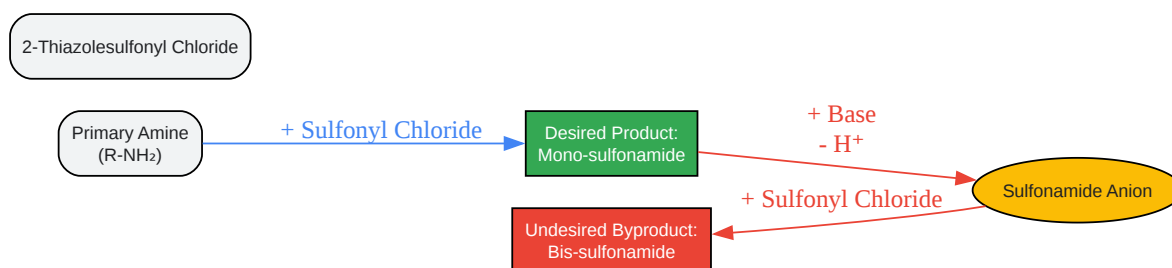 2-Thiazolesulfonyl Chloride
Primary Amine
(R-NH₂)
+ Sulfonyl Chloride
Desired Product:
Mono-sulfonamide
+ Base
- H⁺
Sulfonamide Anion
+ Sulfonyl Chloride
Undesired Byproduct:
Bis-sulfonamide